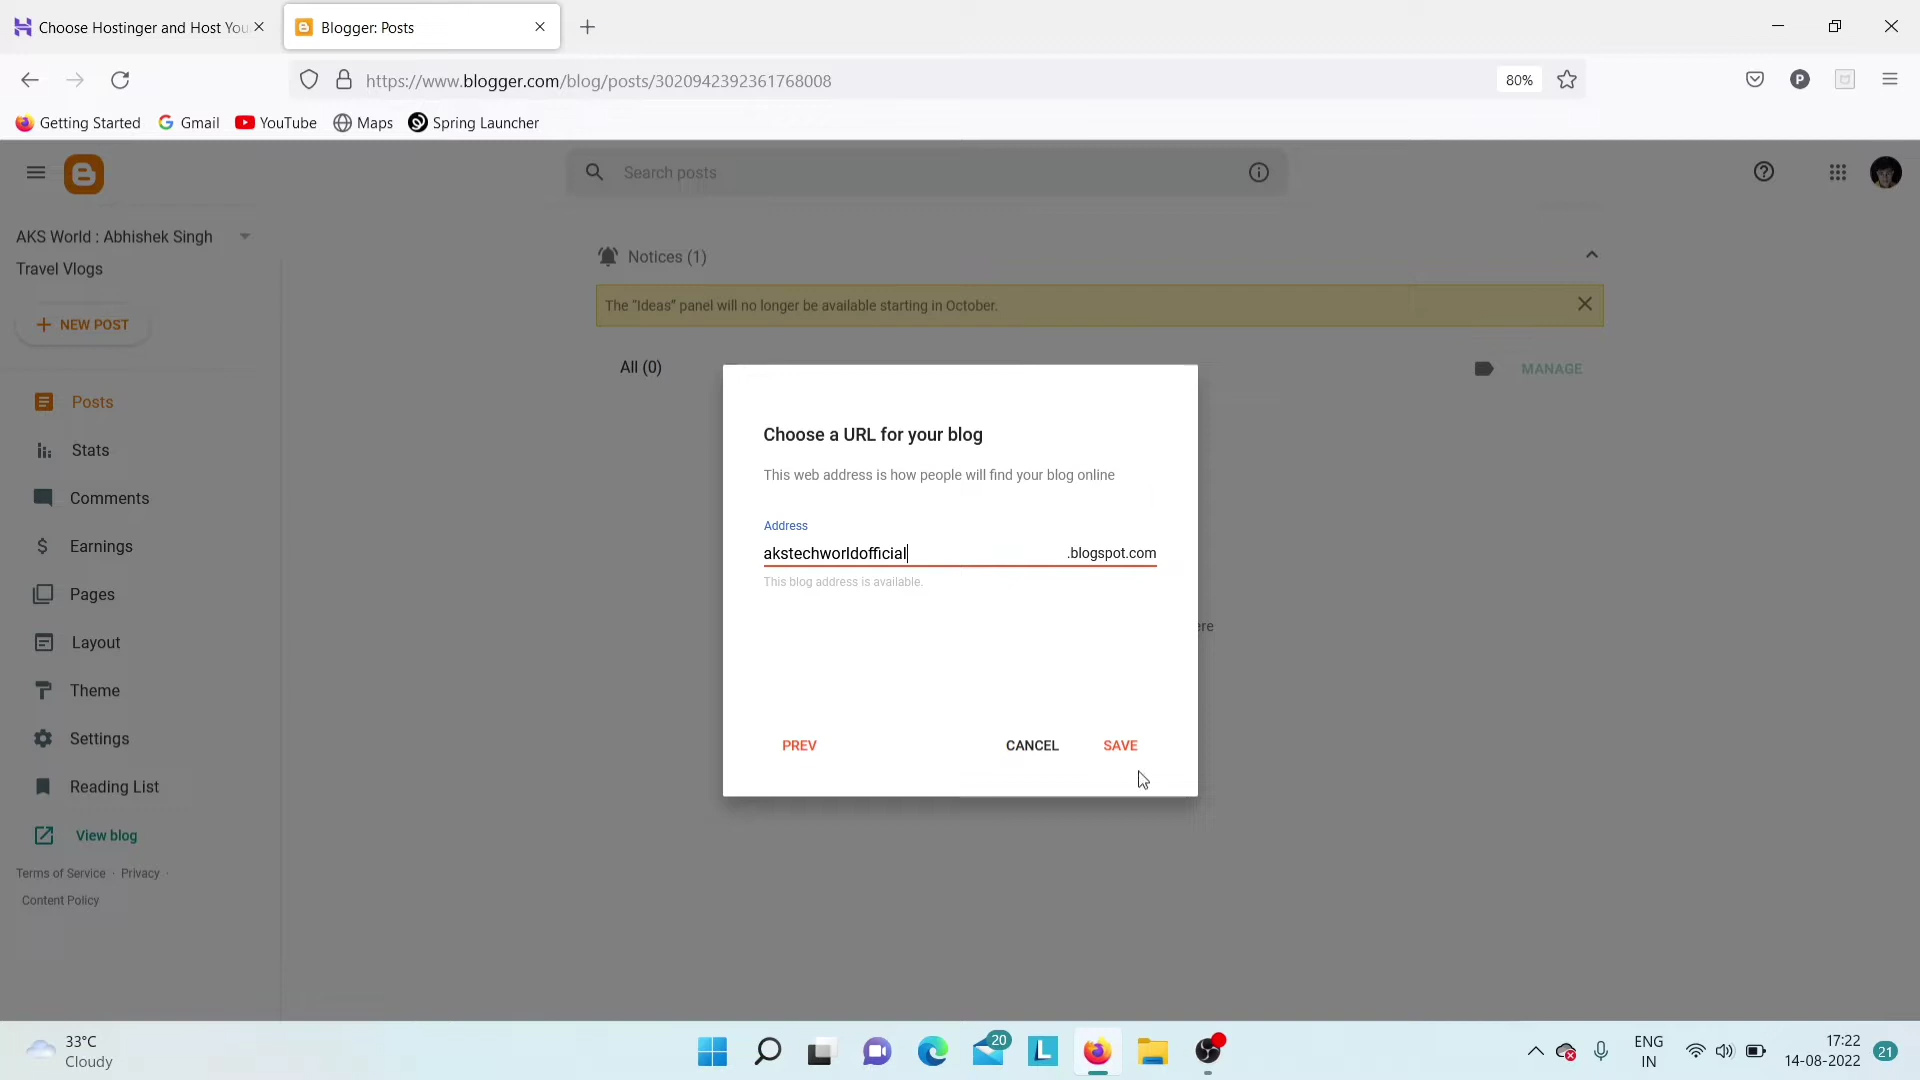 Choose Hostinger and Host You
Blogger: Posts
https://www.blogger.com/blog/posts/3020942392361768008
80%
P
Getting Started
Gmail
YouTube
Maps
Spring Launcher
Search posts
AKS World : Abhishek Singh
Travel Vlogs
NEW POST
Posts
Stats
Comments
Earnings
Pages
Layout
Theme
Settings
Reading List
View blog
Terms of Service · Privacy ·
Content Policy
Notices (1)
The "Ideas" panel will no longer be available starting in October.
All (0)
MANAGE
Choose a URL for your blog
This web address is how people will find your blog online
Address
akstechworldofficial
.blogspot.com
This blog address is available.
ere
PREV
CANCEL
SAVE
33°C
Cloudy
20
L
ENG
IN
17:22
14-08-2022
21